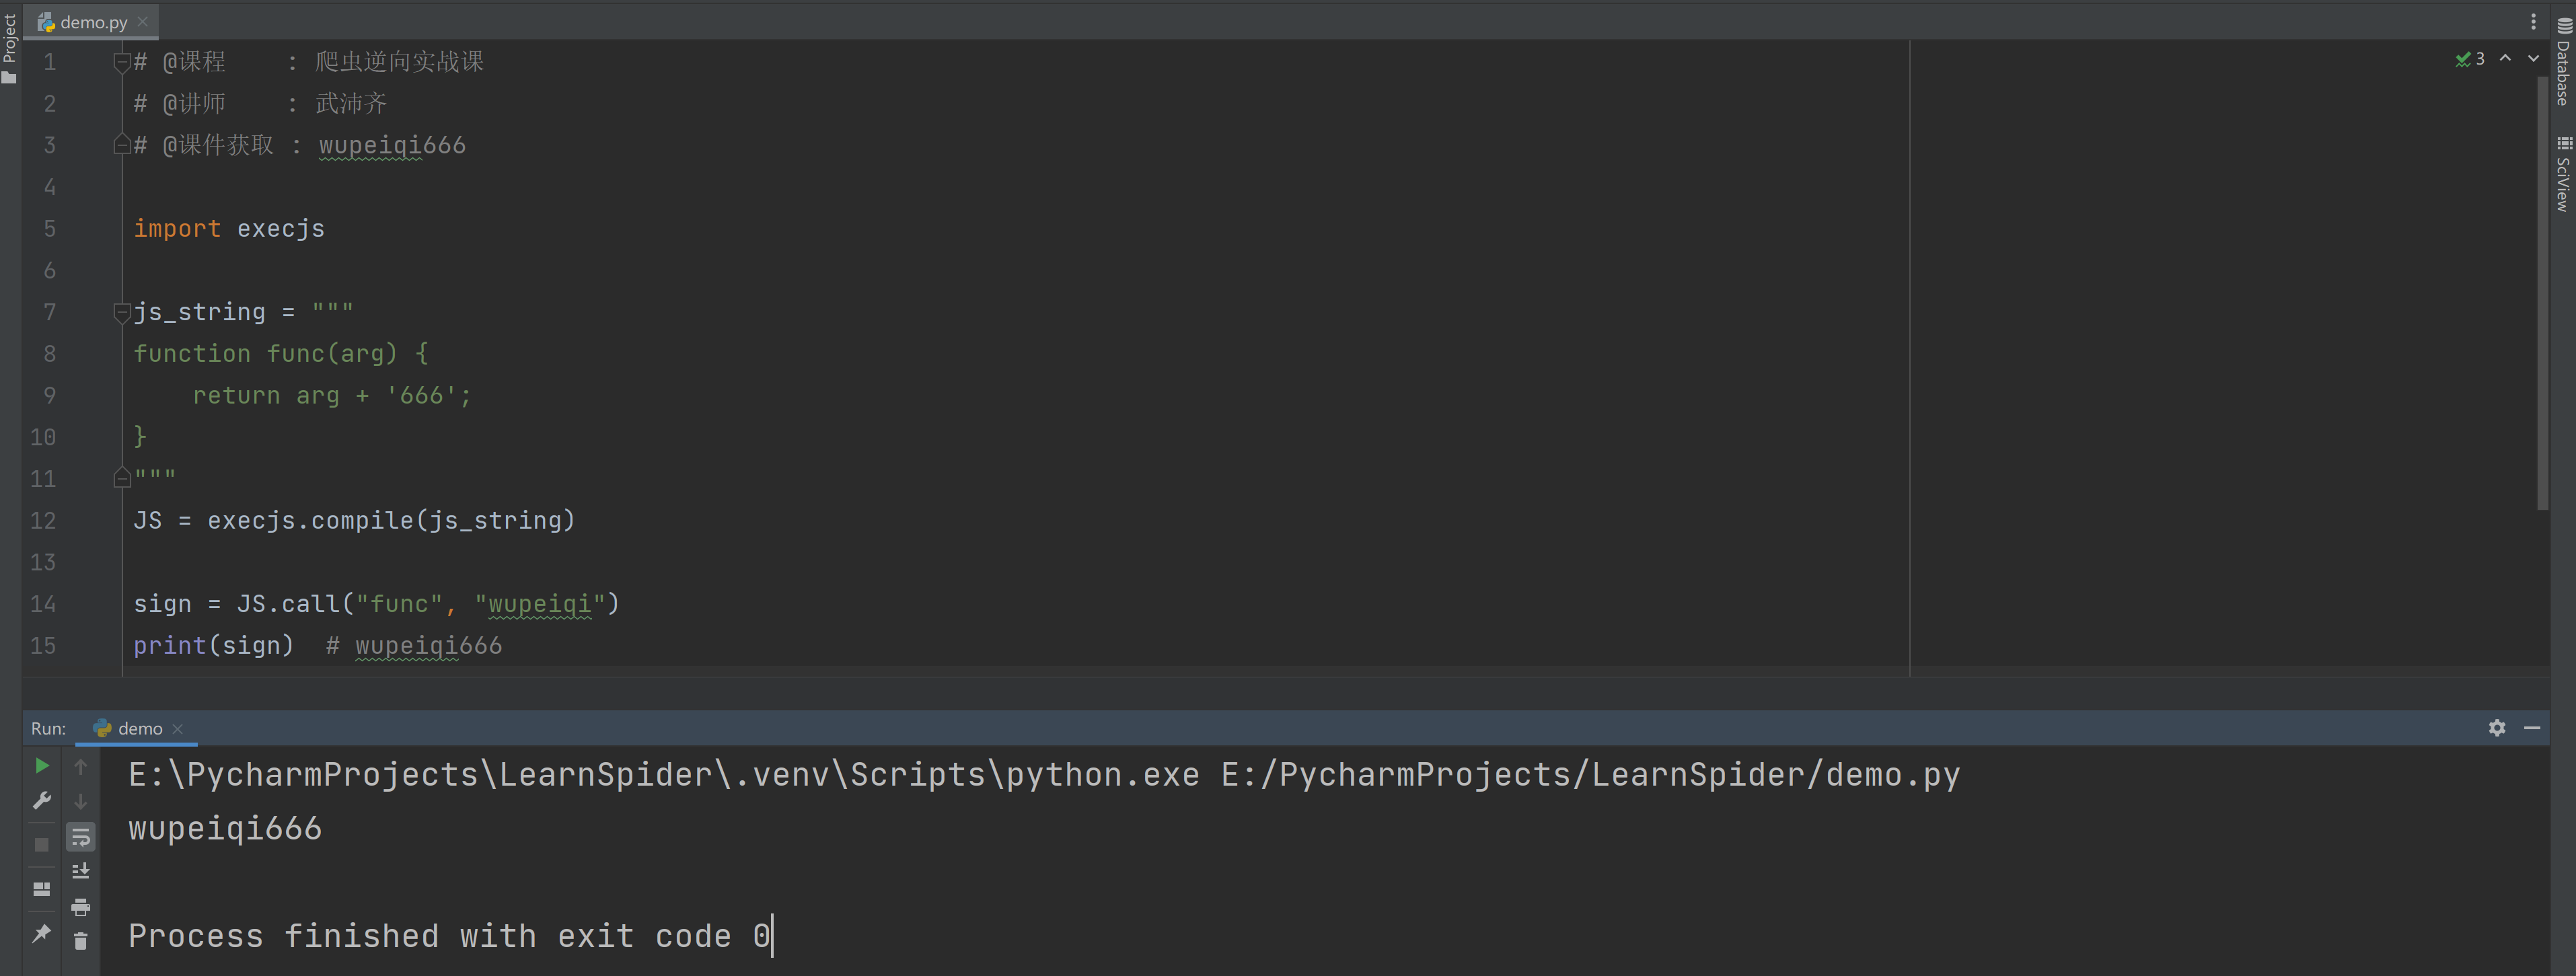 Project
demo.py
1 # @课程    : 爬虫逆向实战课
2 # @讲师    : 武沛齐
3 # @课件获取 : wupeiqi666
4
5 import execjs
6
7 js_string = """
8 function func(arg) {
9     return arg + '666';
10 }
11 """
12 JS = execjs.compile(js_string)
13
14 sign = JS.call("func", "wupeiqi")
15 print(sign)  # wupeiqi666
3
Database
SciView
Run: demo
E:\PycharmProjects\LearnSpider\.venv\Scripts\python.exe E:/PycharmProjects/LearnSpider/demo.py
wupeiqi666
Process finished with exit code 0